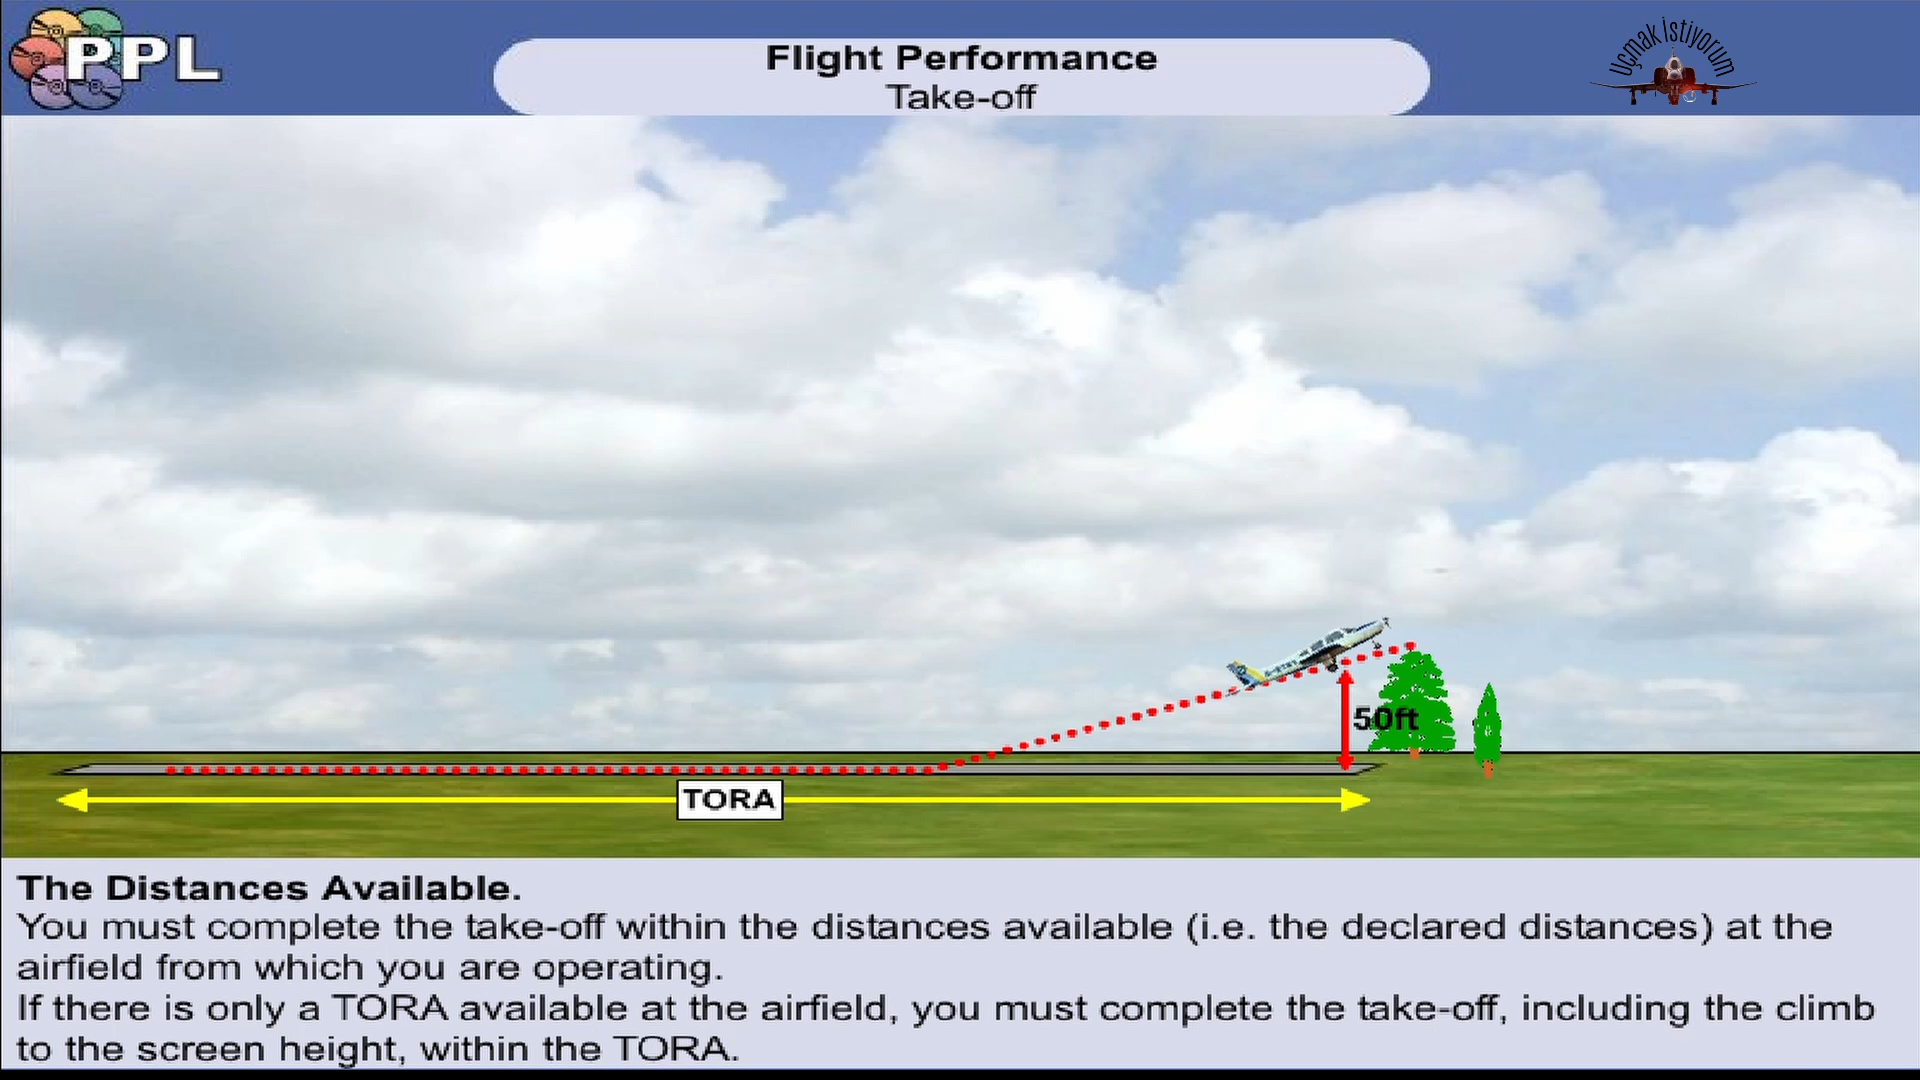 PPL
Flight Performance
Take-off
Uçmak İstiyorum
50ft
TORA
The Distances Available.
You must complete the take-off within the distances available (i.e. the declared distances) at the
airfield from which you are operating.
If there is only a TORA available at the airfield, you must complete the take-off, including the climb
to the screen height, within the TORA.